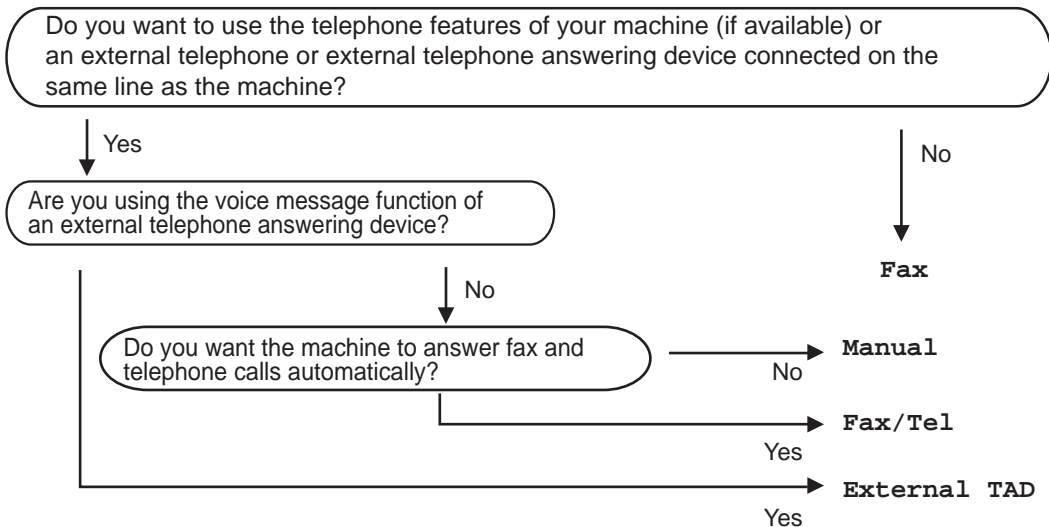 Do you want to use the telephone features of your machine (if available) or
an external telephone or external telephone answering device connected on the
same line as the machine?
Yes
No
Are you using the voice message function of
an external telephone answering device?
Fax
No
Do you want the machine to answer fax and
telephone calls automatically?
Manual
No
Fax/Tel
Yes
External TAD
Yes